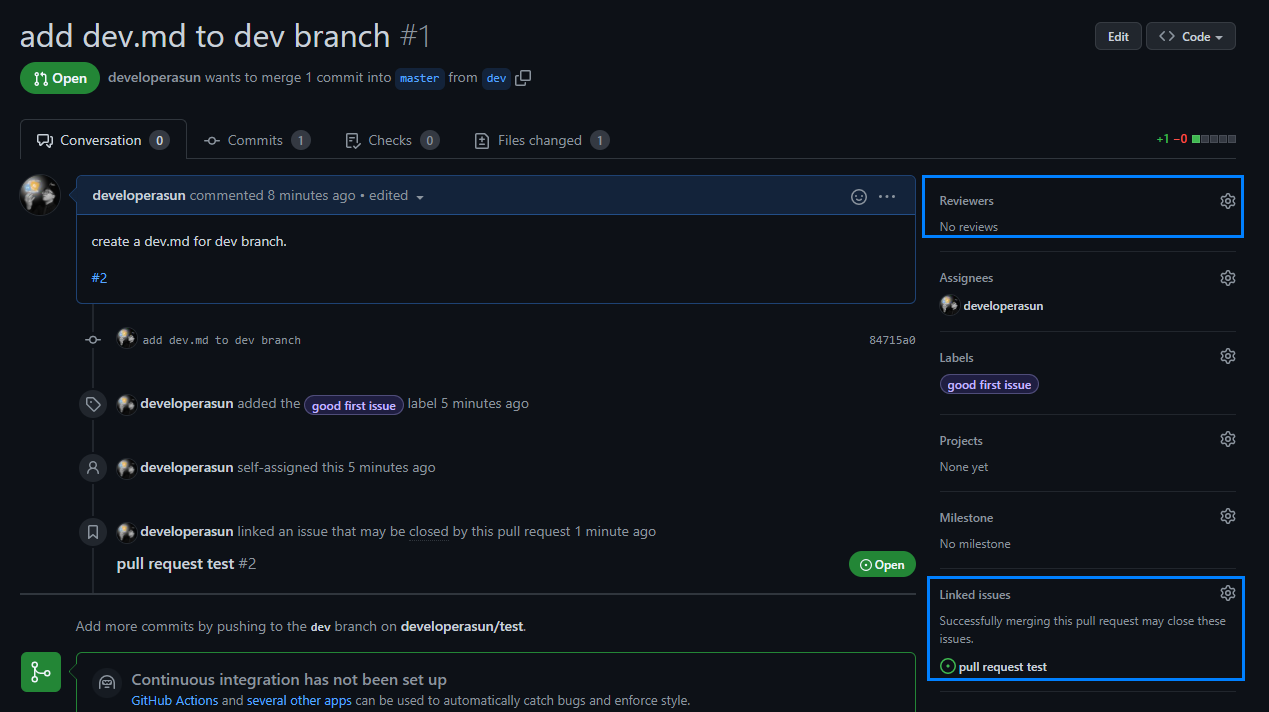 add dev.md to dev branch #1
Edit
Code
Open
developerasun wants to merge 1 commit into master from dev
Conversation 0
Commits 1
Checks 0
Files changed 1
+1 −0
developerasun commented 8 minutes ago • edited
create a dev.md for dev branch.
#2
add dev.md to dev branch 84715a0
developerasun added the good first issue label 5 minutes ago
developerasun self-assigned this 5 minutes ago
developerasun linked an issue that may be closed by this pull request 1 minute ago
pull request test #2
Open
Add more commits by pushing to the dev branch on developerasun/test.
Continuous integration has not been set up
GitHub Actions and several other apps can be used to automatically catch bugs and enforce style.
Reviewers
No reviews
Assignees
developerasun
Labels
good first issue
Projects
None yet
Milestone
No milestone
Linked issues
Successfully merging this pull request may close these
issues.
pull request test